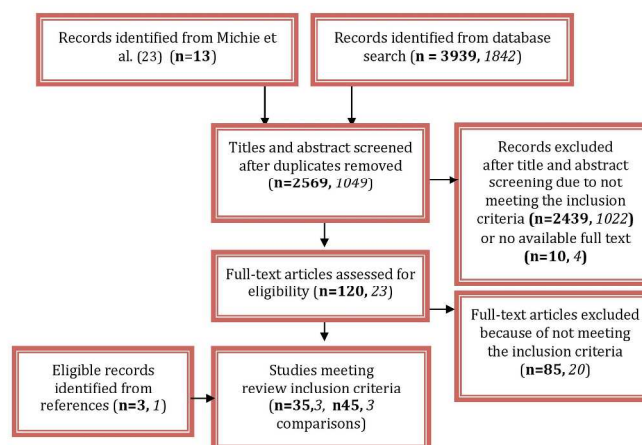 Records identified from Michie
et al. (23) (n=13)
Records identified from database
search (n = 3939, 1842)
Titles and abstract screened
after duplicates removed
(n=2569, 1049)
Records excluded
after title and abstract
screening due to not
meeting the inclusion
criteria (n=2439, 1022)
or no available full text
(n=10, 4)
Full-text articles assessed for
eligibility (n=120, 23)
Full-text articles excluded
because of not meeting
the inclusion criteria
(n=85, 20)
Eligible records
identified from
references (n=3, 1)
Studies meeting
review inclusion criteria
(n=35,3, n45, 3
comparisons)